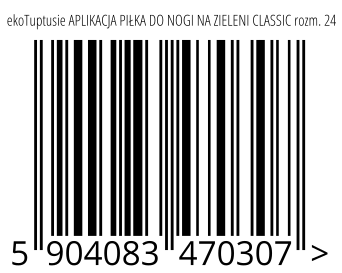 ekoTuptusie APLIKACJA PIŁKA DO NOGI NA ZIELENI CLASSIC rozm. 24
5 904083 470307 >